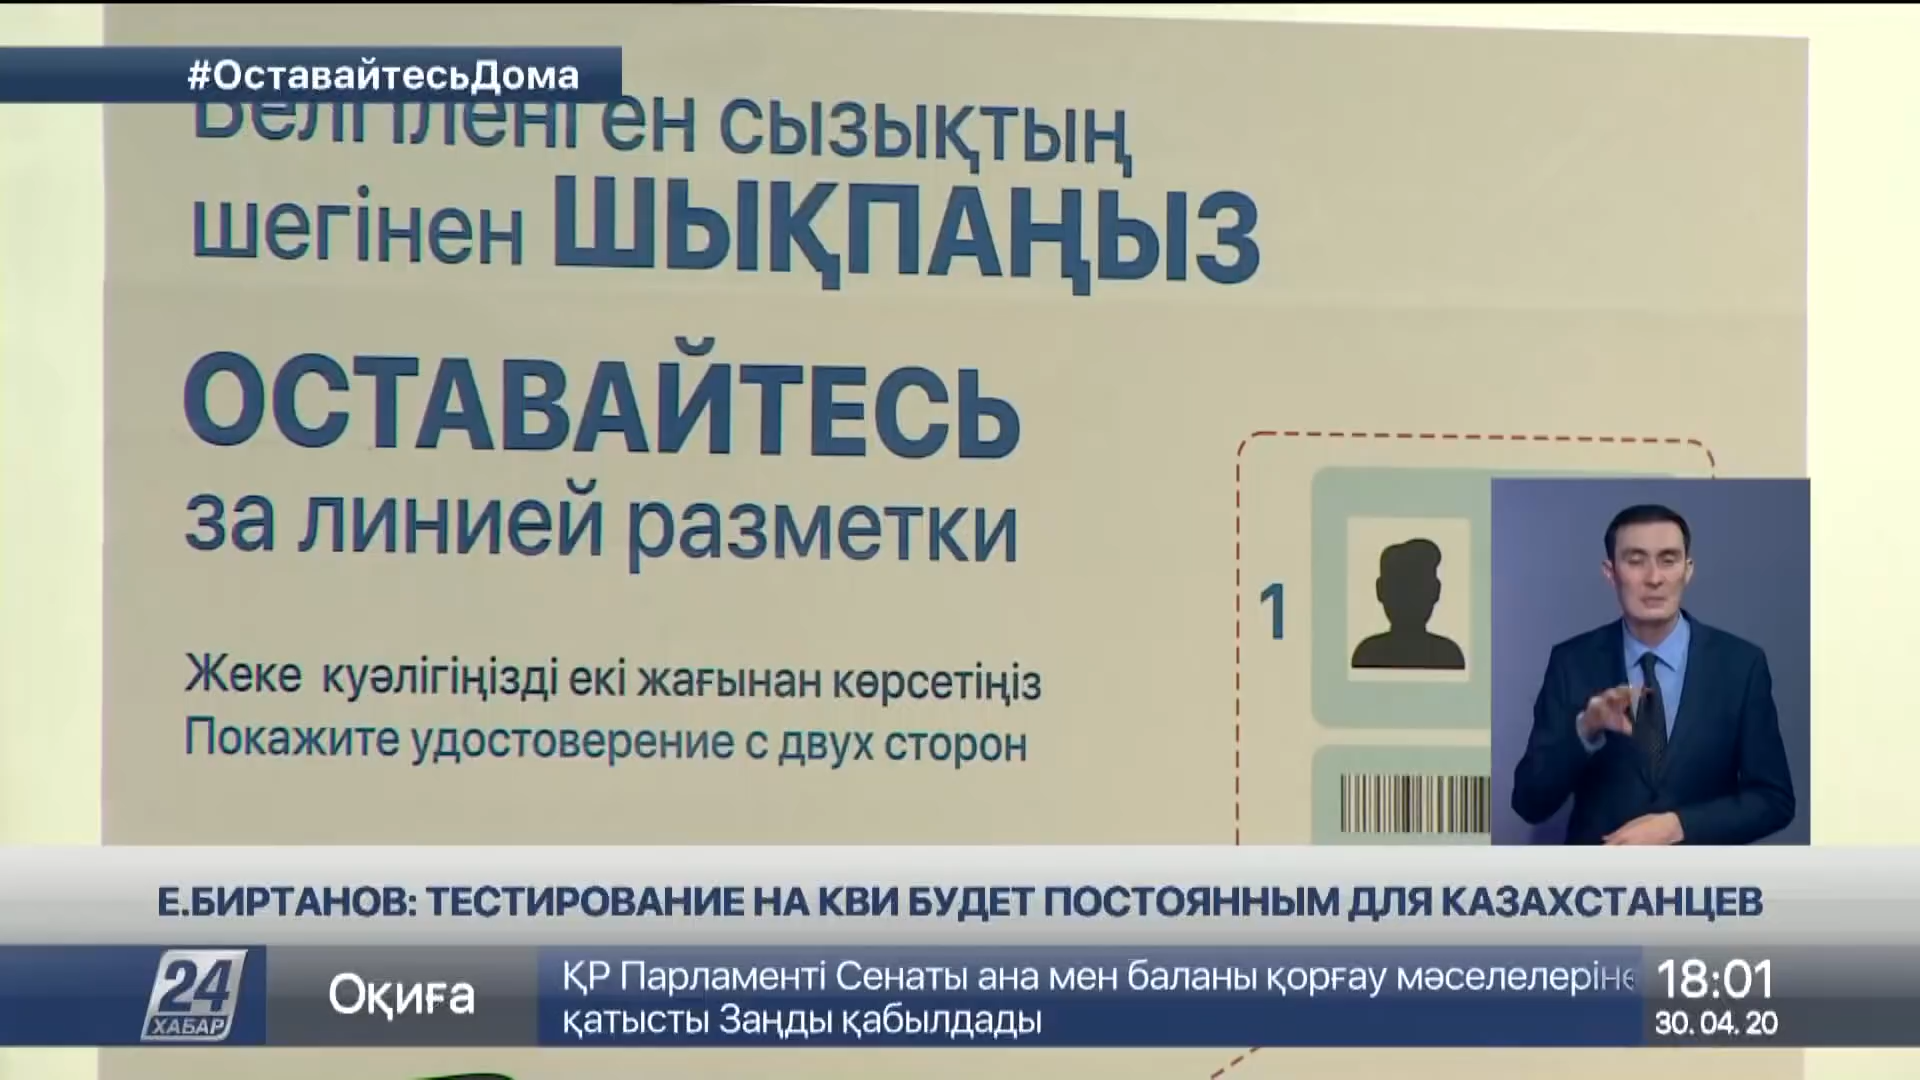 #ОставайтесьДома
Белгіленген сызықтың
шегінен ШЫҚПАҢЫЗ
ОСТАВАЙТЕСЬ
за линией разметки
1
Жеке куәлігіңізді екі жағынан көрсетіңіз
Покажите удостоверение с двух сторон
Е.БИРТАНОВ: ТЕСТИРОВАНИЕ НА КВИ БУДЕТ ПОСТОЯННЫМ ДЛЯ КАЗАХСТАНЦЕВ
24
ХАБАР
Оқиға
ҚР Парламенті Сенаты ана мен баланы қорғау мәселелеріне
қатысты Заңды қабылдады
18:01
30. 04. 20